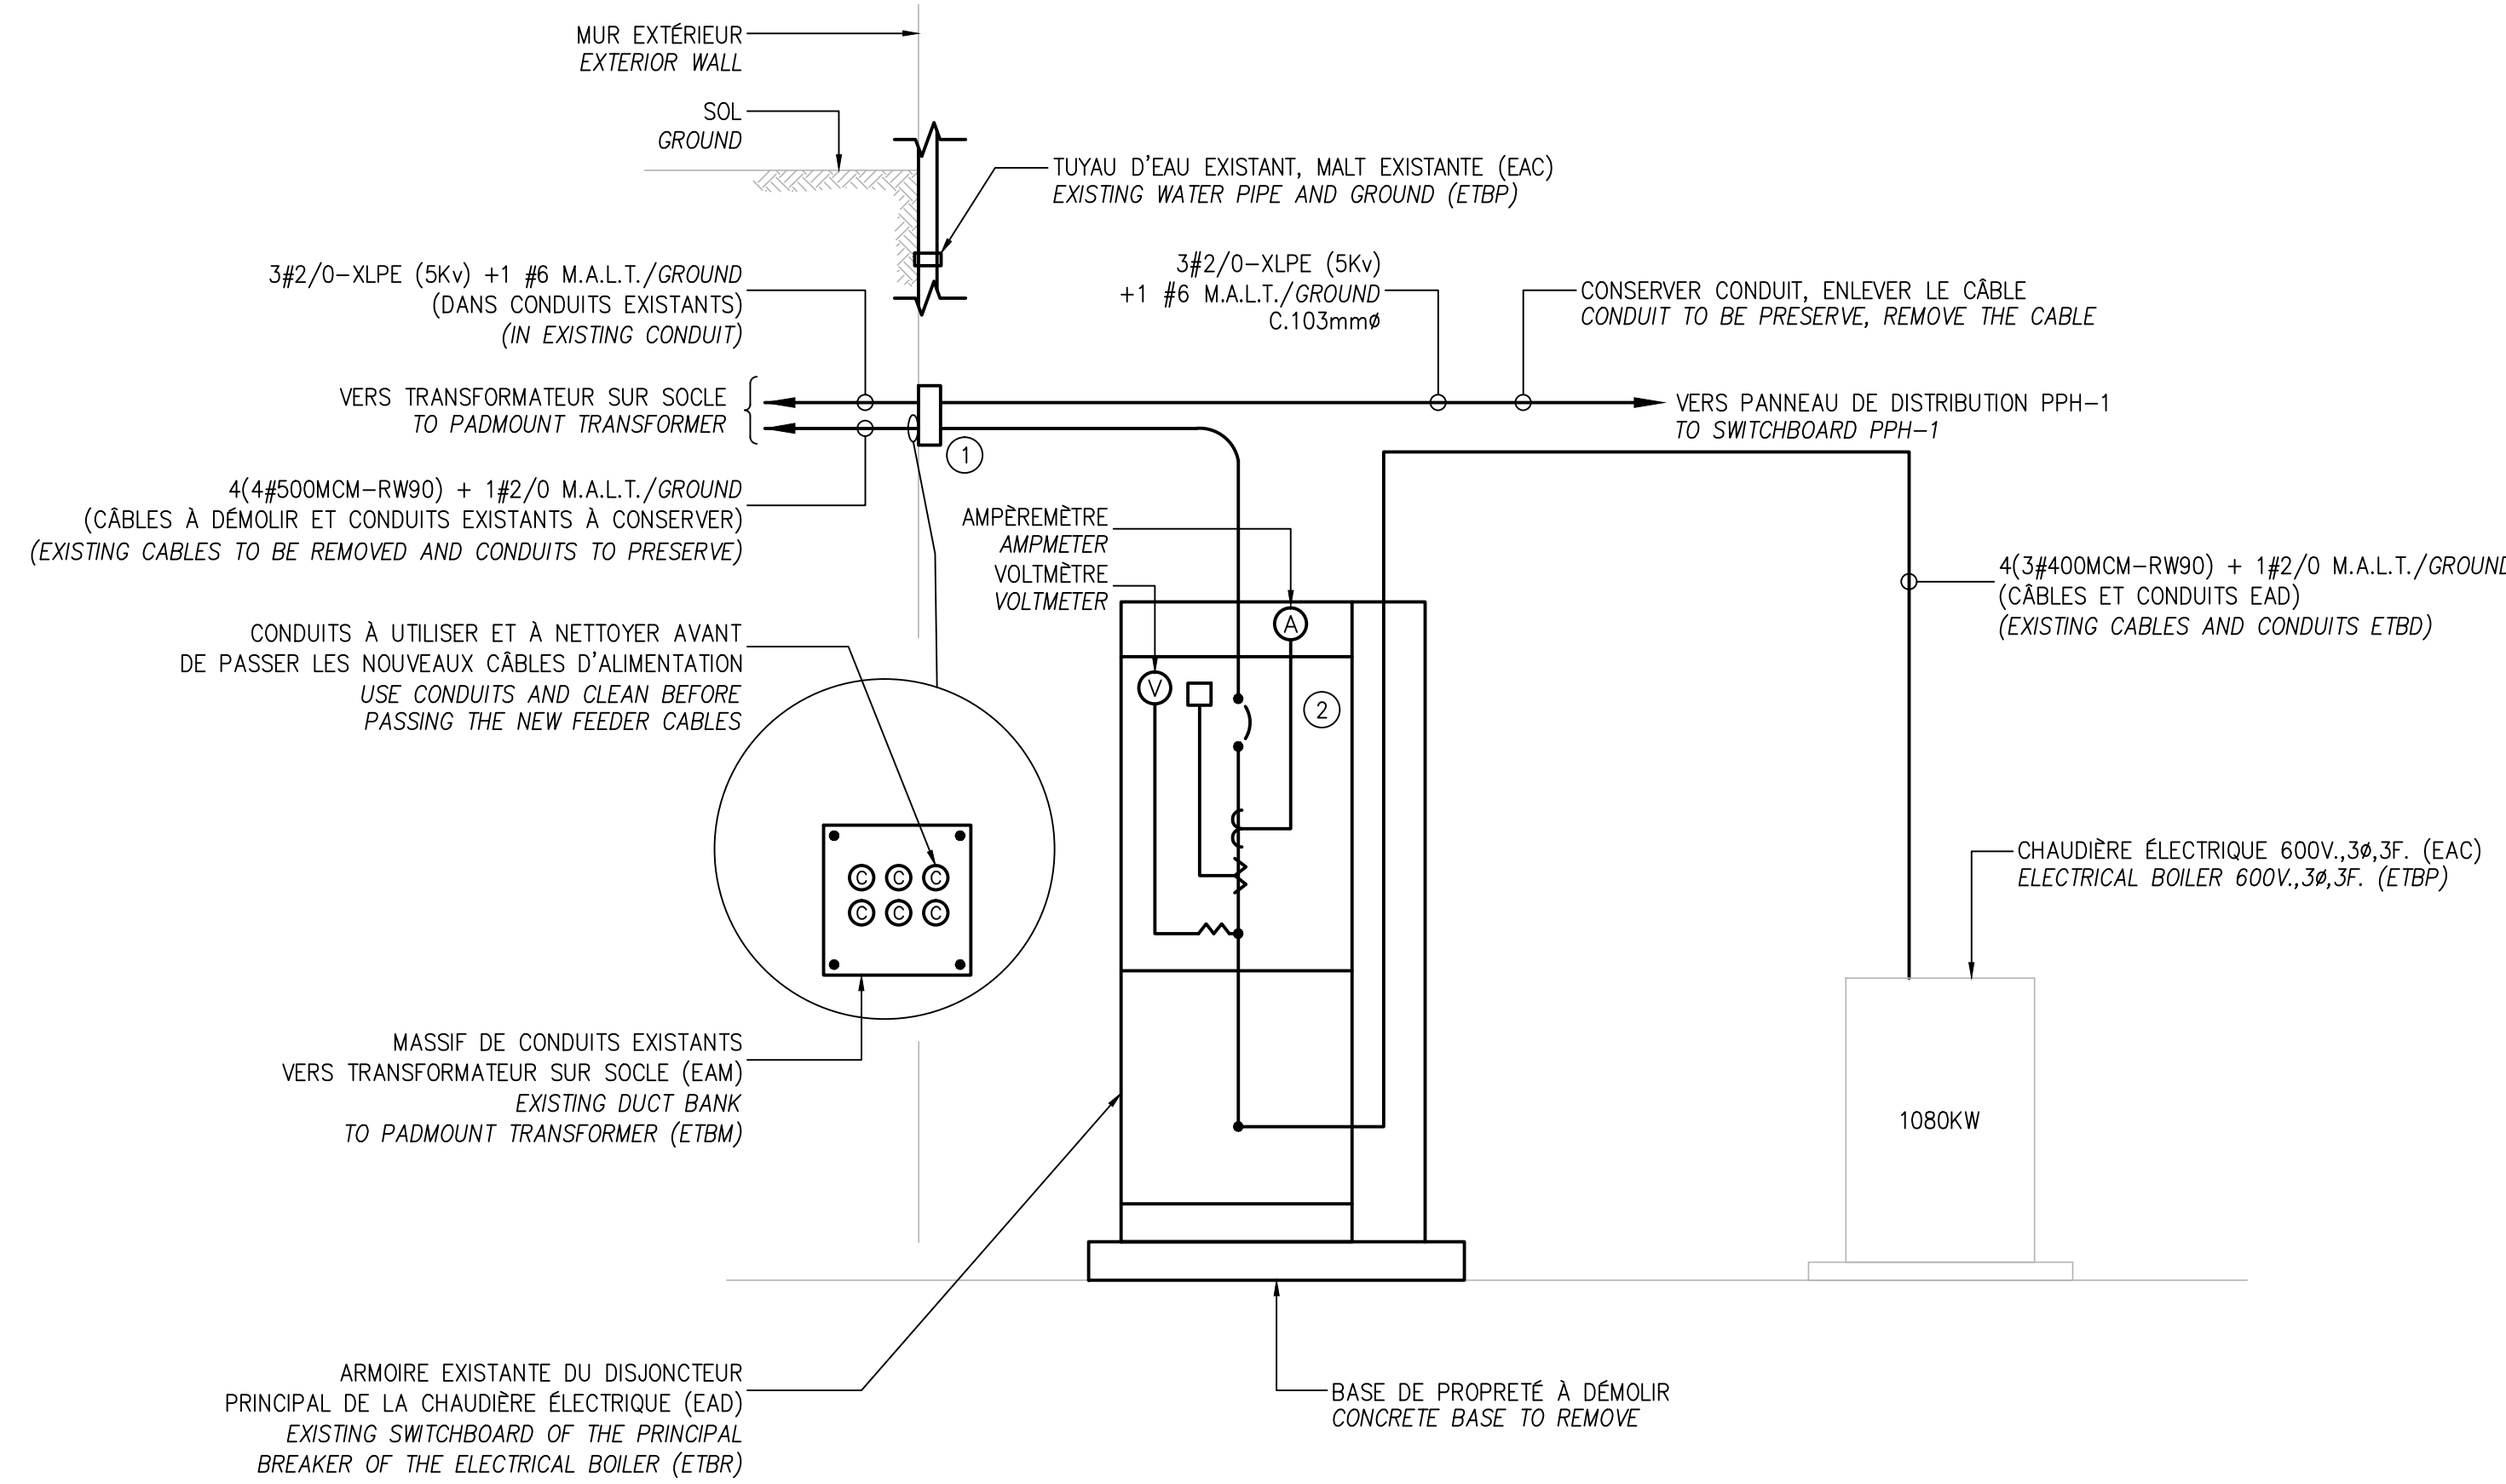 MUR EXTÉRIEUR
EXTERIOR WALL
SOL
GROUND
TUYAU D'EAU EXISTANT, MALT EXISTANTE (EAC)
EXISTING WATER PIPE AND GROUND (ETBP)
3#2/0-XLPE (5Kv) +1 #6 M.A.L.T./GROUND
(DANS CONDUITS EXISTANTS)
(IN EXISTING CONDUIT)
3#2/0-XLPE (5Kv)
+1 #6 M.A.L.T./GROUND
C.103mmø
CONSERVER CONDUIT, ENLEVER LE CÂBLE
CONDUIT TO BE PRESERVE, REMOVE THE CABLE
VERS TRANSFORMATEUR SUR SOCLE
TO PADMOUNT TRANSFORMER
VERS PANNEAU DE DISTRIBUTION PPH-1
TO SWITCHBOARD PPH-1
1
4(4#500MCM-RW90) + 1#2/0 M.A.L.T./GROUND
(CÂBLES À DÉMOLIR ET CONDUITS EXISTANTS À CONSERVER)
(EXISTING CABLES TO BE REMOVED AND CONDUITS TO PRESERVE)
AMPÈREMÈTRE
AMPMETER
VOLTMÈTRE
VOLTMETER
4(3#400MCM-RW90) + 1#2/0 M.A.L.T./GROUND
(CÂBLES ET CONDUITS EAD)
(EXISTING CABLES AND CONDUITS ETBD)
A
V
2
CONDUITS À UTILISER ET À NETTOYER AVANT
DE PASSER LES NOUVEAUX CÂBLES D'ALIMENTATION
USE CONDUITS AND CLEAN BEFORE
PASSING THE NEW FEEDER CABLES
C C C
C C C
CHAUDIÈRE ÉLECTRIQUE 600V.,3ø,3F. (EAC)
ELECTRICAL BOILER 600V.,3ø,3F. (ETBP)
1080KW
MASSIF DE CONDUITS EXISTANTS
VERS TRANSFORMATEUR SUR SOCLE (EAM)
EXISTING DUCT BANK
TO PADMOUNT TRANSFORMER (ETBM)
ARMOIRE EXISTANTE DU DISJONCTEUR
PRINCIPAL DE LA CHAUDIÈRE ÉLECTRIQUE (EAD)
EXISTING SWITCHBOARD OF THE PRINCIPAL
BREAKER OF THE ELECTRICAL BOILER (ETBR)
BASE DE PROPRETÉ À DÉMOLIR
CONCRETE BASE TO REMOVE